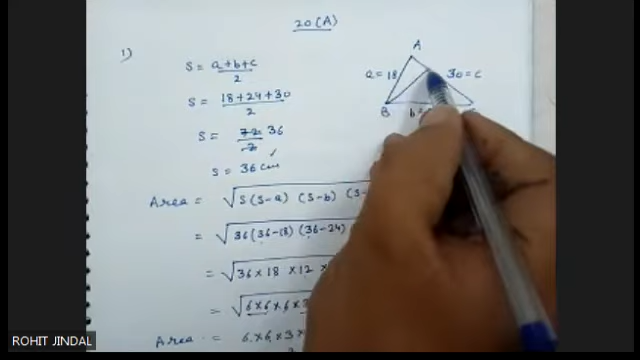 20(A)
1)
A
a = 18
30 = c
B
b =
S = a+b+c
2
S = 18+24+30
2
S = 72 36
2
S = 36 cm
Area = √S(S-a) (S-b) (S-
= √36(36-18) (36-24)
= √36 × 18 × 12 ×
= √6×6×6×3
Area = 6×6×3×
ROHIT JINDAL